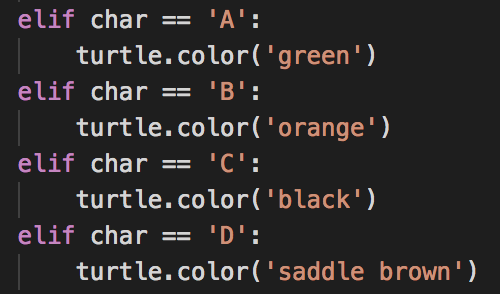 elif char == 'A':
    turtle.color('green')
elif char == 'B':
    turtle.color('orange')
elif char == 'C':
    turtle.color('black')
elif char == 'D':
    turtle.color('saddle brown')